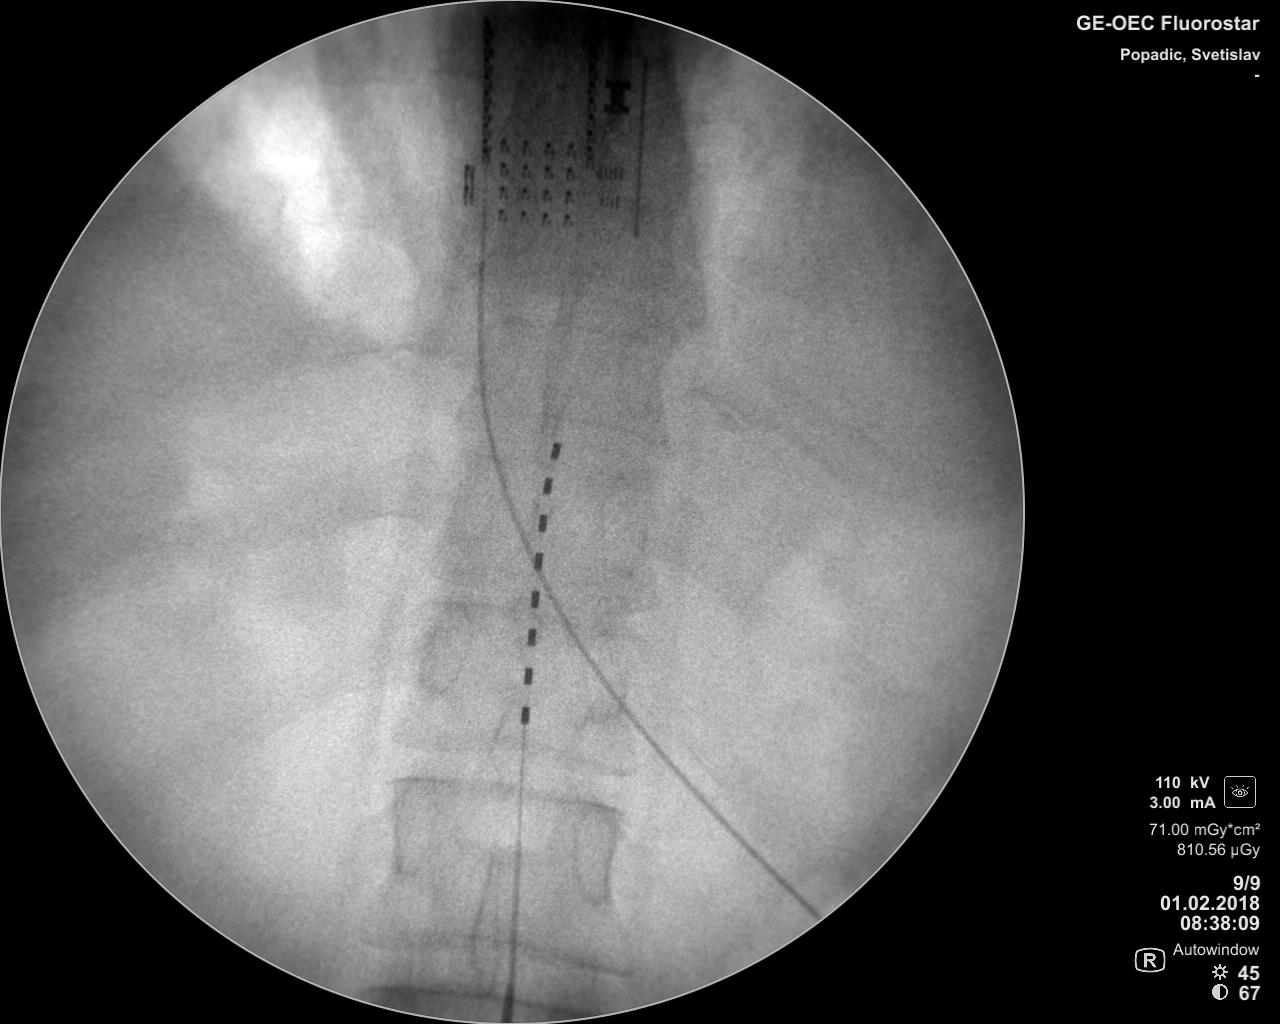 GE-OEC Fluorostar
Popadic, Svetislav
-
110 kV
3.00 mA
71.00 mGy*cm²
810.56 µGy
9/9
01.02.2018
08:38:09
Autowindow
R
45
67